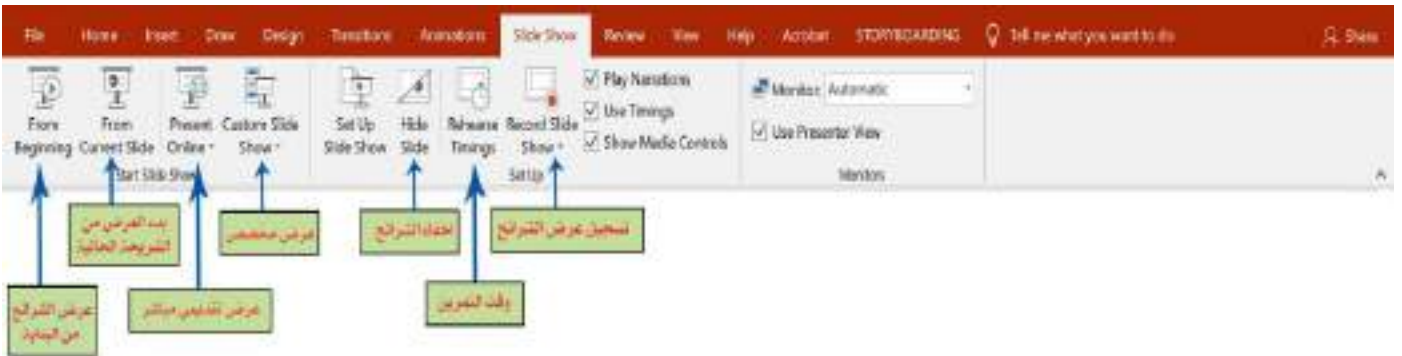 File Home Insert Draw Design Transitions Animations Slide Show Review View Help Acrobat STORYBOARDING Tell me what you want to do Share
From Beginning
From Current Slide
Present Online
Custom Slide Show
Set Up Slide Show
Hide Slide
Rehearse Timings
Record Slide Show
Play Narrations
Use Timings
Show Media Controls
Monitor: Automatic
Use Presenter View
Start Slide Show
Set Up
Monitors
بدء العرض من
الشريحة الحالية
عرض مخصص
اخفاء الشرائح
تسجيل عرض الشرائح
عرض الشرائح
من البداية
عرض تقديمي مباشر
وقت التمرين